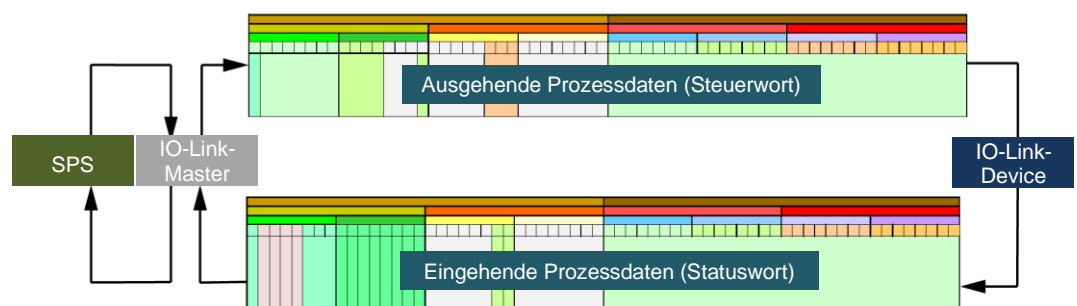 Ausgehende Prozessdaten (Steuerwort)
SPS
IO-Link-
Master
IO-Link-
Device
Eingehende Prozessdaten (Statuswort)